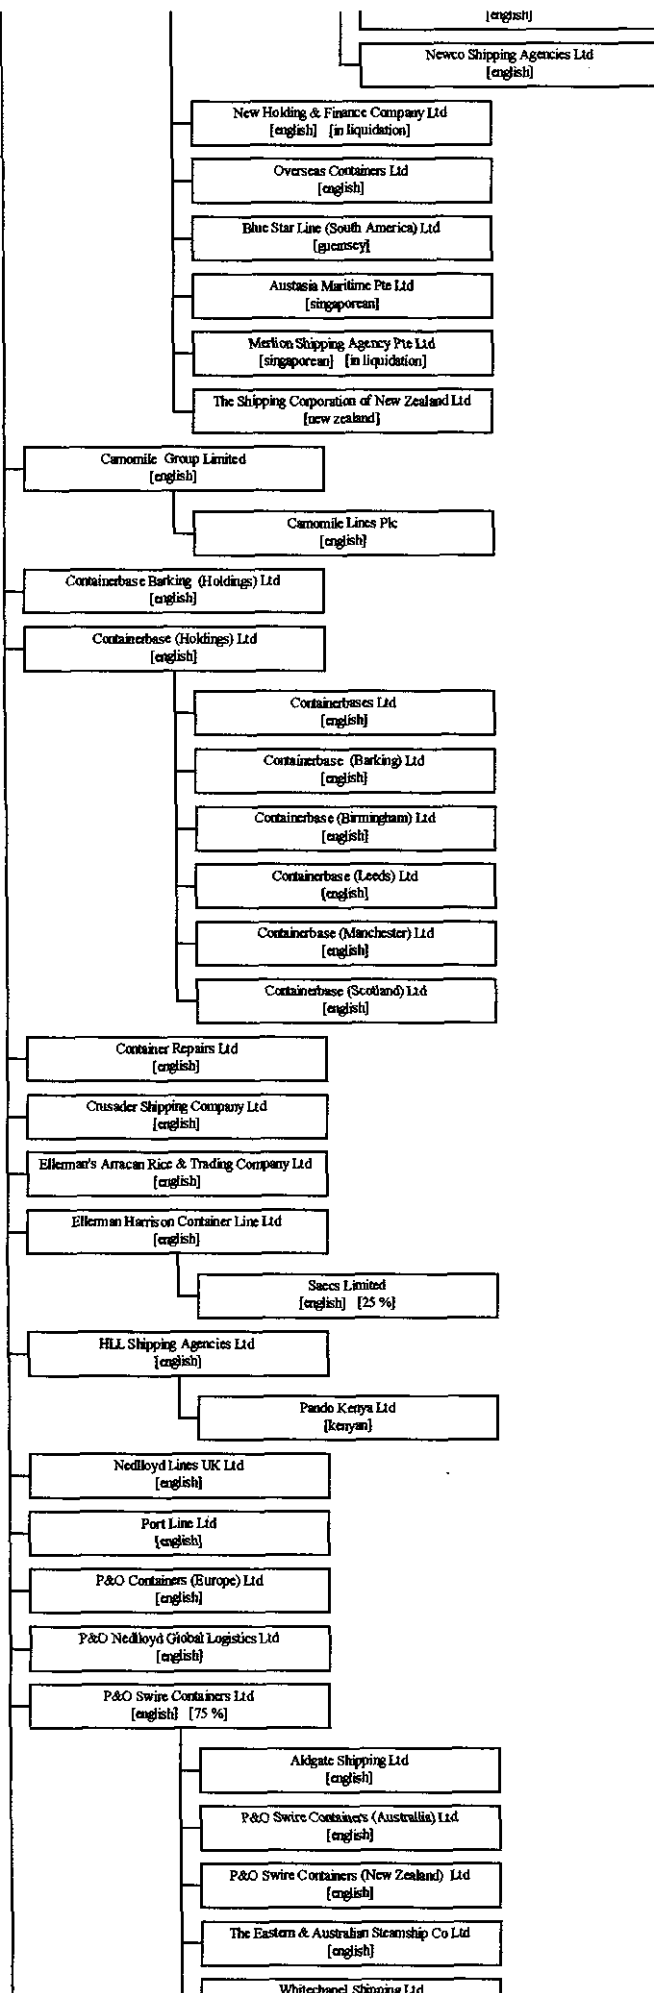 [english]
Newco Shipping Agencies Ltd
[english]
New Holding & Finance Company Ltd
[english] [in liquidation]
Overseas Containers Ltd
[english]
Blue Star Line (South America) Ltd
[guernsey]
Austasia Maritime Pte Ltd
[singaporean]
Merlion Shipping Agency Pte Ltd
[singaporean] [in liquidation]
The Shipping Corporation of New Zealand Ltd
[new zealand]
Camomile Group Limited
[english]
Camomile Lines Plc
[english]
Containerbase Barking (Holdings) Ltd
[english]
Containerbase (Holdings) Ltd
[english]
Containerbases Ltd
[english]
Containerbase (Barking) Ltd
[english]
Containerbase (Birmingham) Ltd
[english]
Containerbase (Leeds) Ltd
[english]
Containerbase (Manchester) Ltd
[english]
Containerbase (Scotland) Ltd
[english]
Container Repairs Ltd
[english]
Crusader Shipping Company Ltd
[english]
Ellerman's Arracan Rice & Trading Company Ltd
[english]
Ellerman Harrison Container Line Ltd
[english]
Saecs Limited
[english] [25 %]
HLL Shipping Agencies Ltd
[english]
Pando Kenya Ltd
[kenyan]
Nedlloyd Lines UK Ltd
[english]
Port Line Ltd
[english]
P&O Containers (Europe) Ltd
[english]
P&O Nedlloyd Global Logistics Ltd
[english]
P&O Swire Containers Ltd
[english] [75 %]
Aldgate Shipping Ltd
[english]
P&O Swire Containers (Australlia) Ltd
[english]
P&O Swire Containers (New Zealand) Ltd
[english]
The Eastern & Australian Steamship Co Ltd
[english]
Whitechapel Shipping Ltd